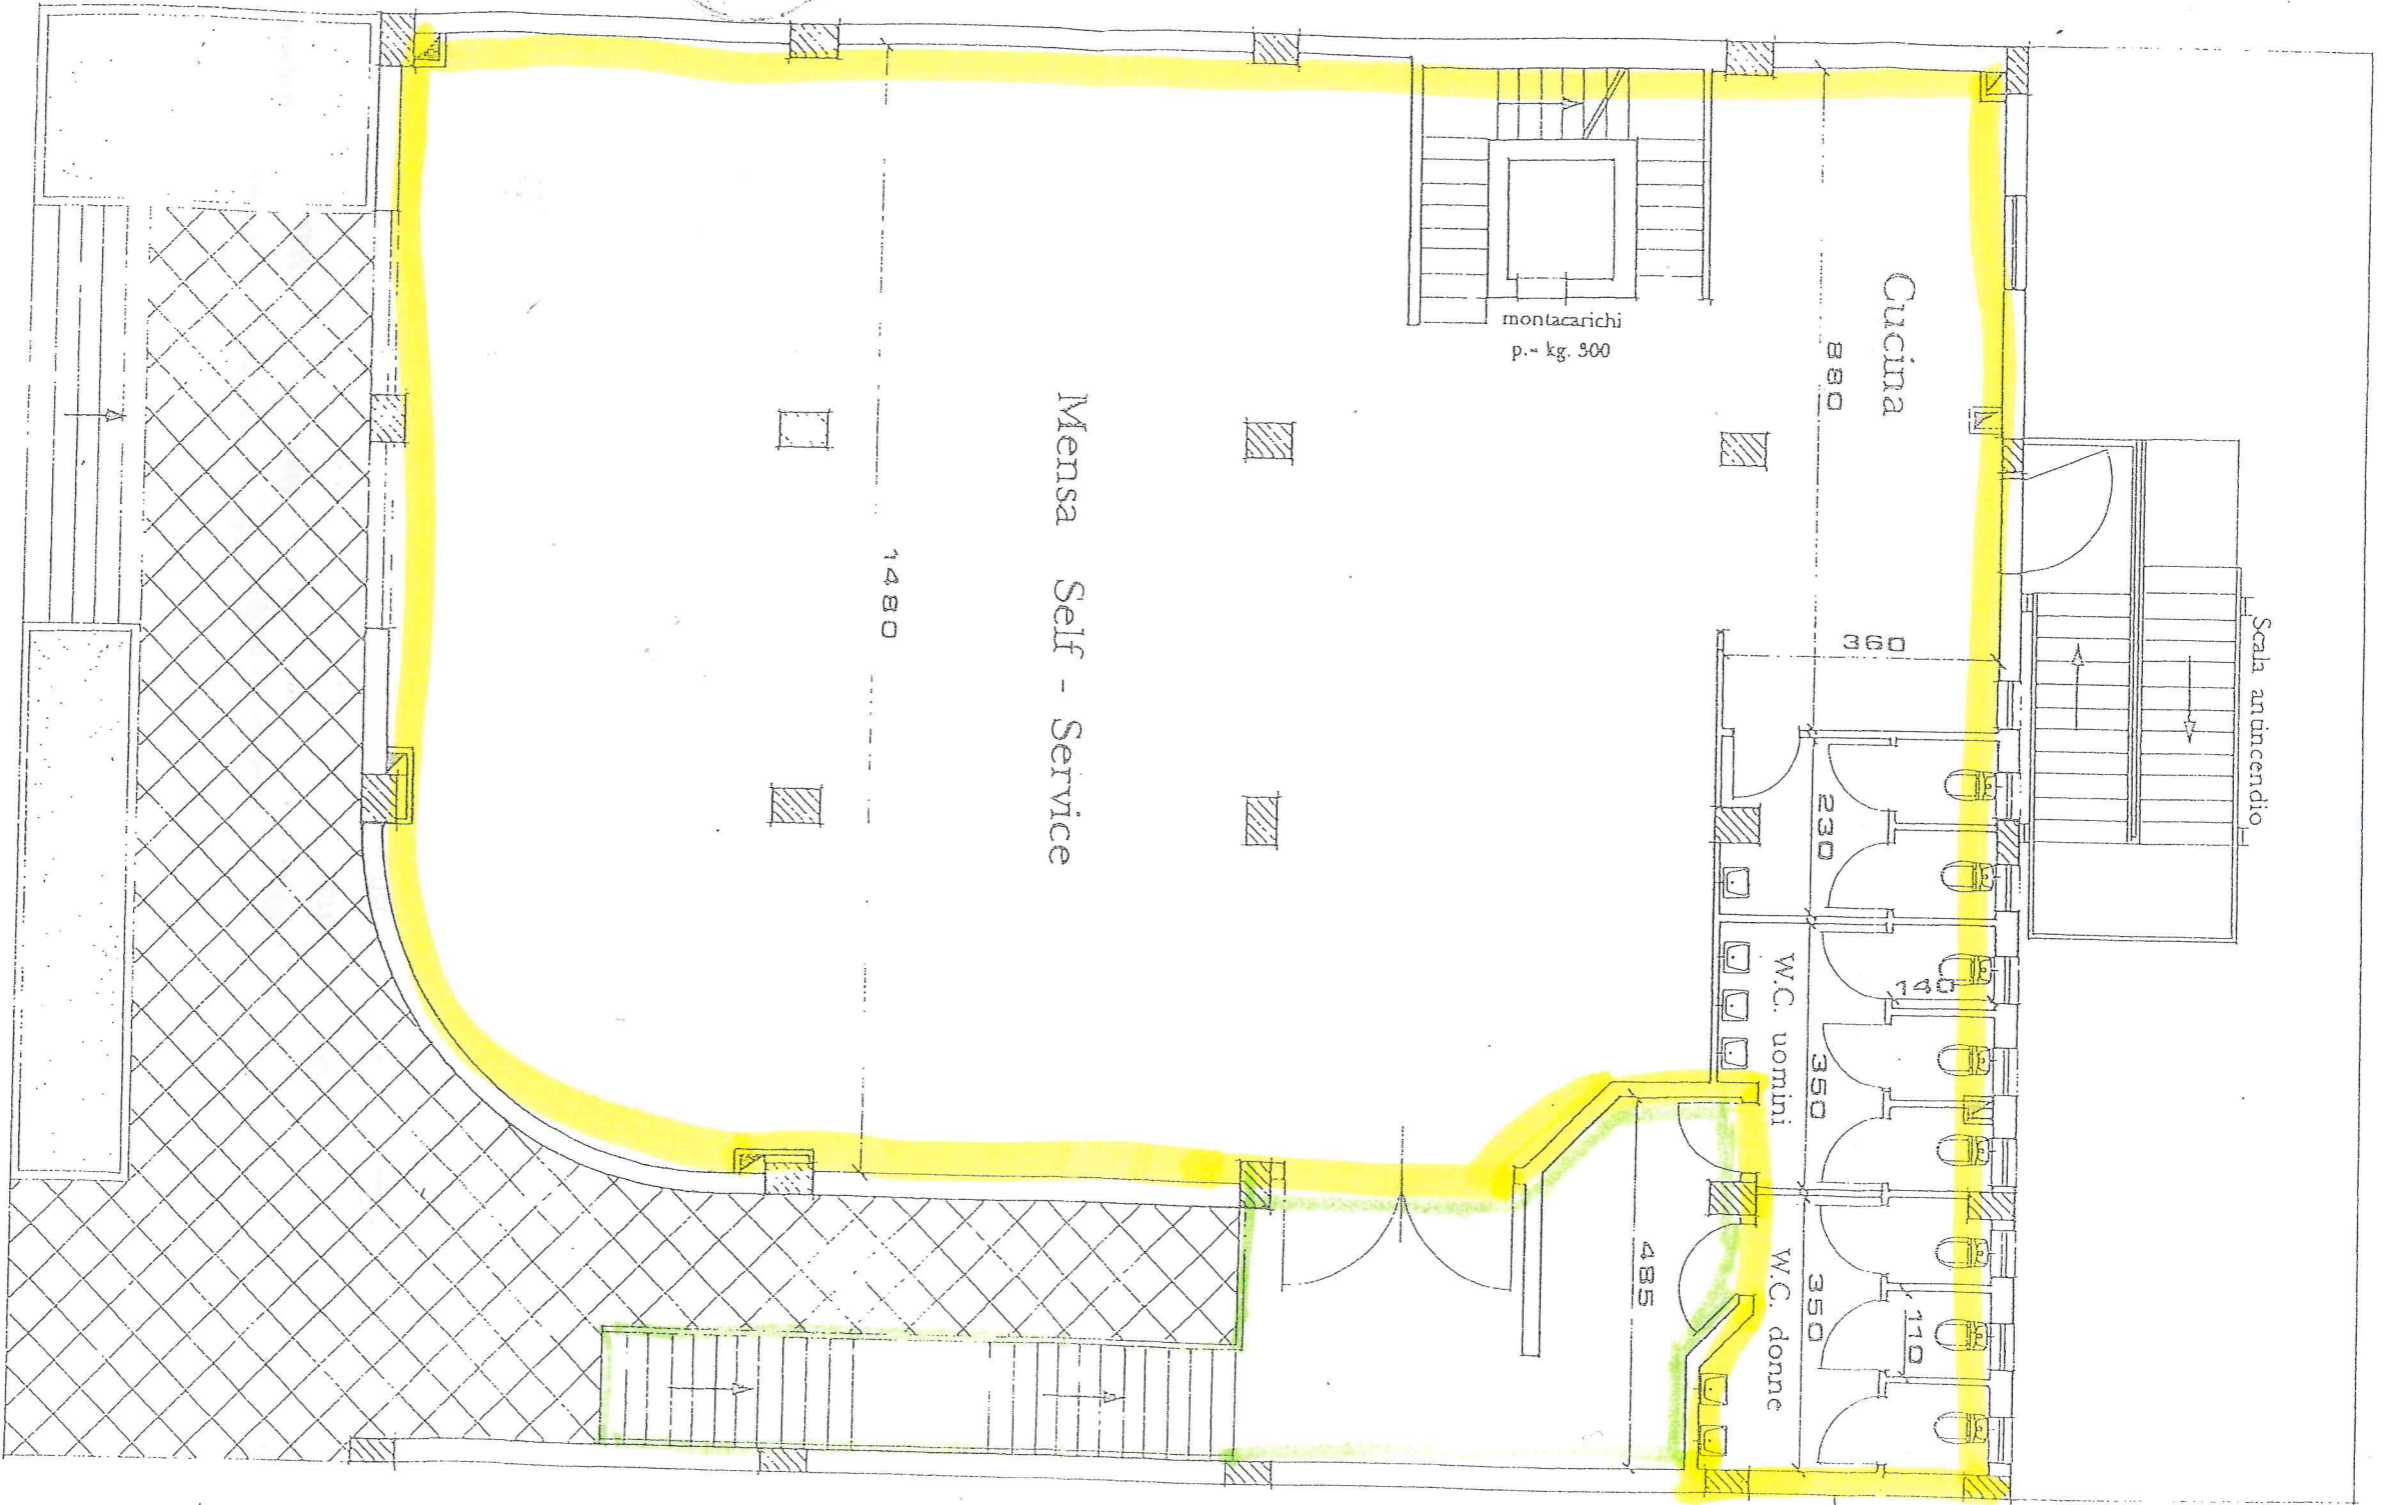 montacarichi
p.- kg. 300
Cucina
880
Mensa Self - Service
1480
360
Scala antincendio
230
W.C. uomini
140
350
485
W.C. donne
350
110